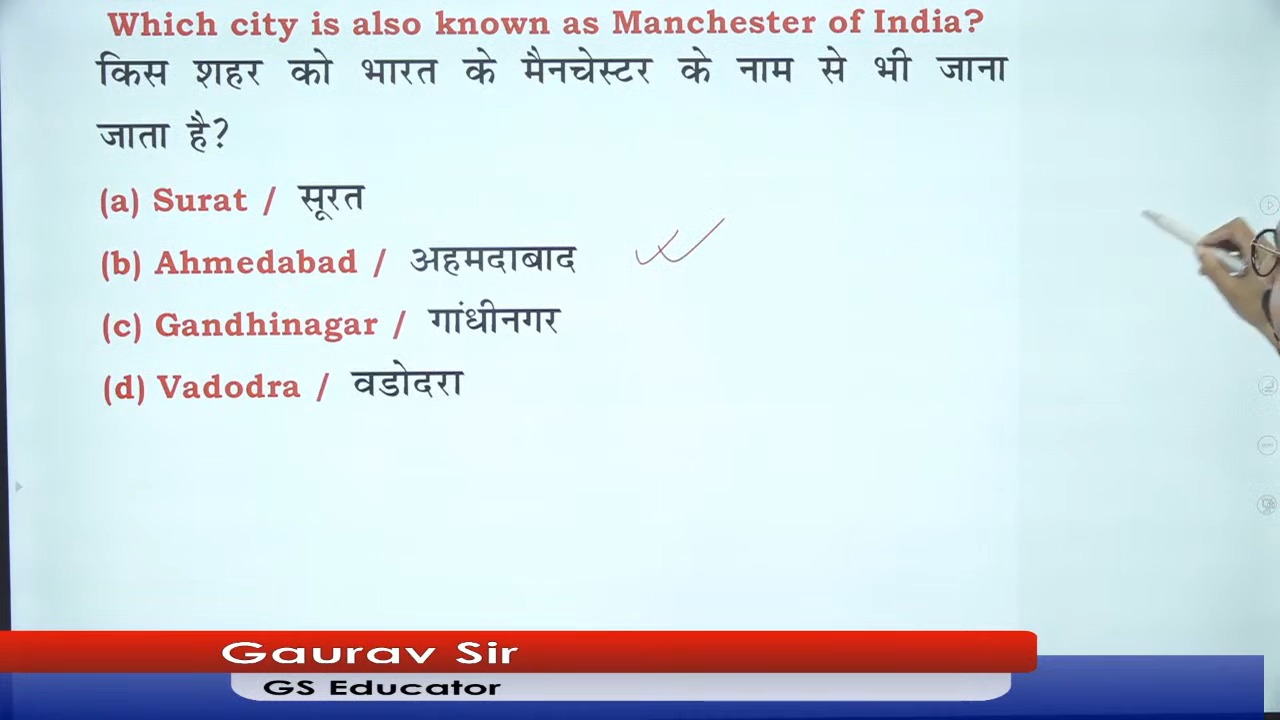 Which city is also known as Manchester of India?
किस शहर को भारत के मैनचेस्टर के नाम से भी जाना
जाता है?
(a) Surat / सूरत
(b) Ahmedabad / अहमदाबाद
(c) Gandhinagar / गांधीनगर
(d) Vadodra / वडोदरा
Gaurav Sir
GS Educator